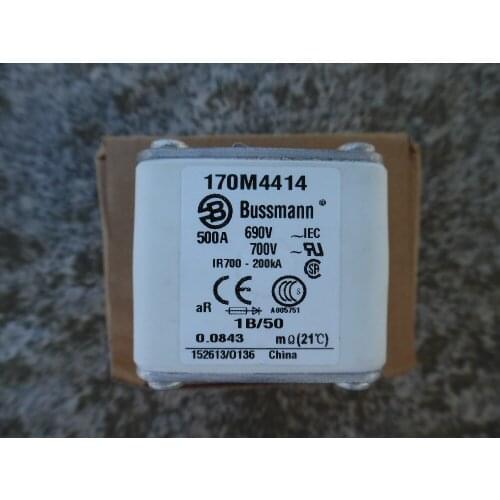 170M4414
Bussmann ®
500A 690V ~IEC
700V ~
IR700 - 200kA
CE
aR
A005751
1B/50
0.0843 mΩ(21℃)
152613/0136 China